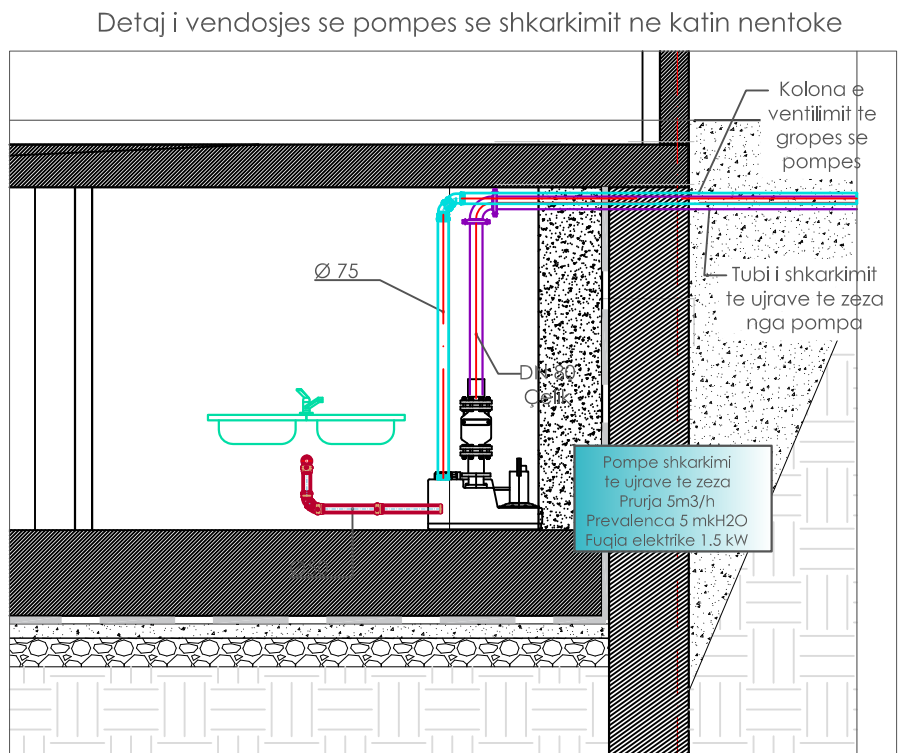 Detaj i vendosjes se pompes se shkarkimit ne katin nentoke
Kolona e
ventilimit te
gropes se
pompes
Ø 75
Tubi i shkarkimit
te ujrave te zeza
nga pompa
DN 80
Çelik
Pompe shkarkimi
te ujrave te zeza
Prurja 5m3/h
Prevalenca 5 mkH2O
Fuqia elektrike 1.5 kW